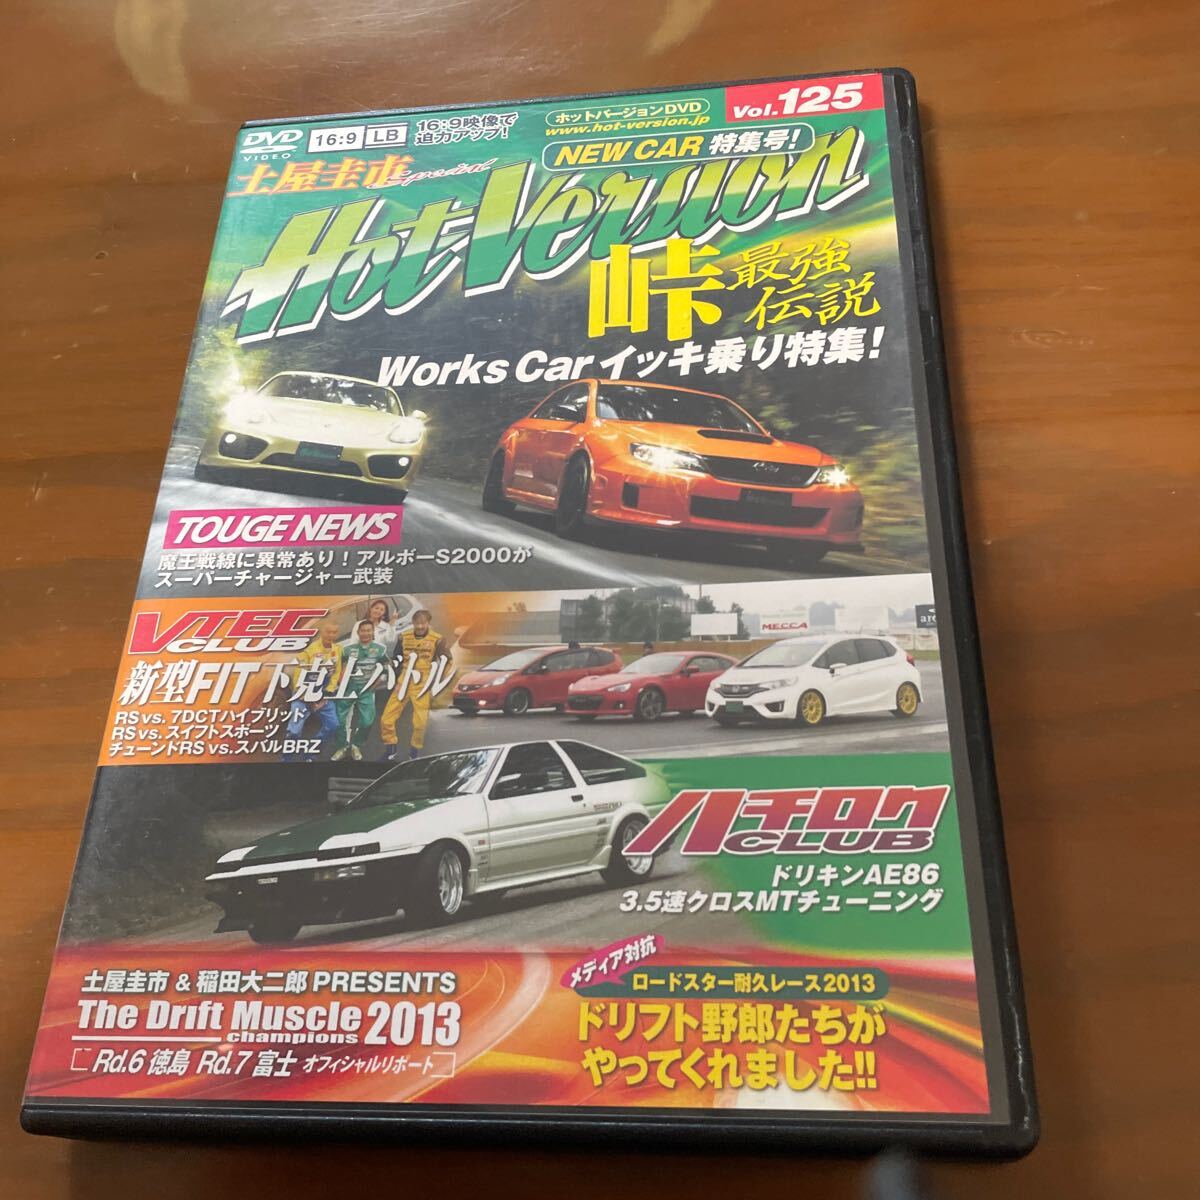 DVD
VIDEO
16:9 LB
16:9映像で
迫力アップ!
ホットバージョンDVD
www.hot-version.jp
Vol.125
NEW CAR 特集号!
土屋圭市 Special
Hot-Version
峠 最強
伝説
Works Car イッキ乗り特集!
TOUGE NEWS
魔王戦線に異常あり!アルボーS2000が
スーパーチャージャー武装
VTEC
CLUB
新型FIT下克上バトル
RS vs. 7DCTハイブリッド
RS vs.スイフトスポーツ
チューンドRS vs.スバルBRZ
MECCA
ハチロク
CLUB
ドリキンAE86
3.5速クロスMTチューニング
土屋圭市 & 稲田大二郎 PRESENTS
The Drift Muscle
champions 2013
Rd.6 徳島 Rd.7 富士 オフィシャルリポート
メディア対抗
ロードスター耐久レース2013
ドリフト野郎たちが
やってくれました!!